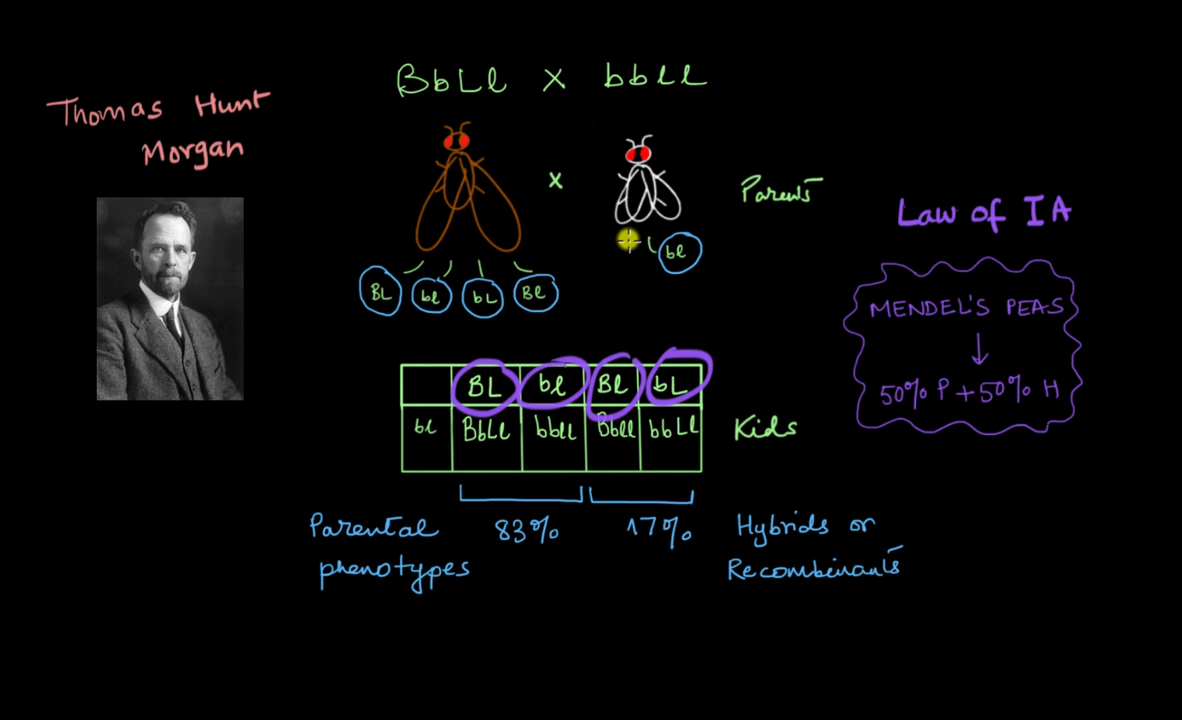 BbLl x bbll
Thomas Hunt
Morgan
x
Parents
Law of IA
BL bl bL Bl
bl
MENDEL'S PEAS
50% P + 50% H
BL bl Bl bL
bl BbLl bbll Bbll bbLl
Kids
Parental 83% 17% Hybrids or
phenotypes Recombinants